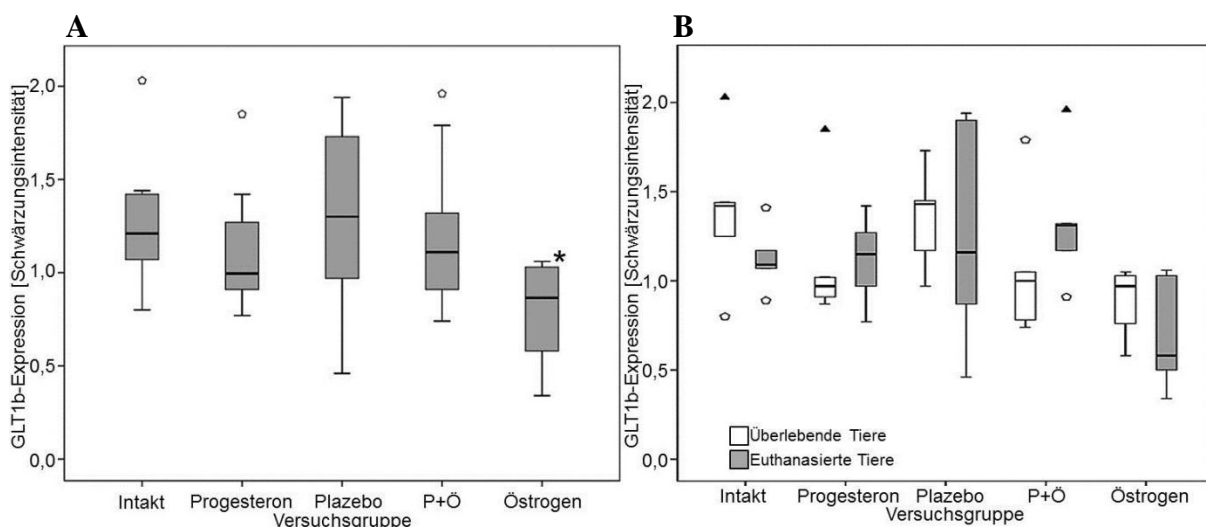 A
GLT1b-Expression [Schwärzungsintensität]
2,0
1,5
1,0
0,5
0,0
*
Intakt Progesteron Plazebo P+Ö Östrogen
Versuchsgruppe
B
GLT1b-Expression [Schwärzungsintensität]
2,0
1,5
1,0
0,5
0,0
Überlebende Tiere
Euthanasierte Tiere
Intakt Progesteron Plazebo P+Ö Östrogen
Versuchsgruppe